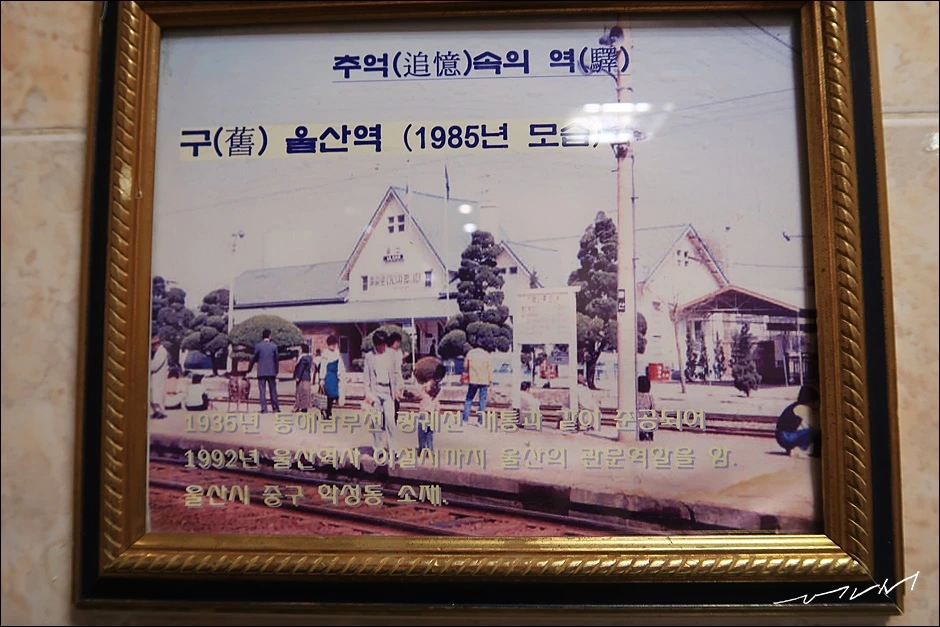 추억(追憶)속의 역(驛)
구(舊) 울산역 (1985년 모습)
1935년 동해남부선 광궤선 개통과 같이 준공되어
1992년 울산역사 이설시까지 울산의 관문역할을 함.
울산시 중구 학성동 소재.